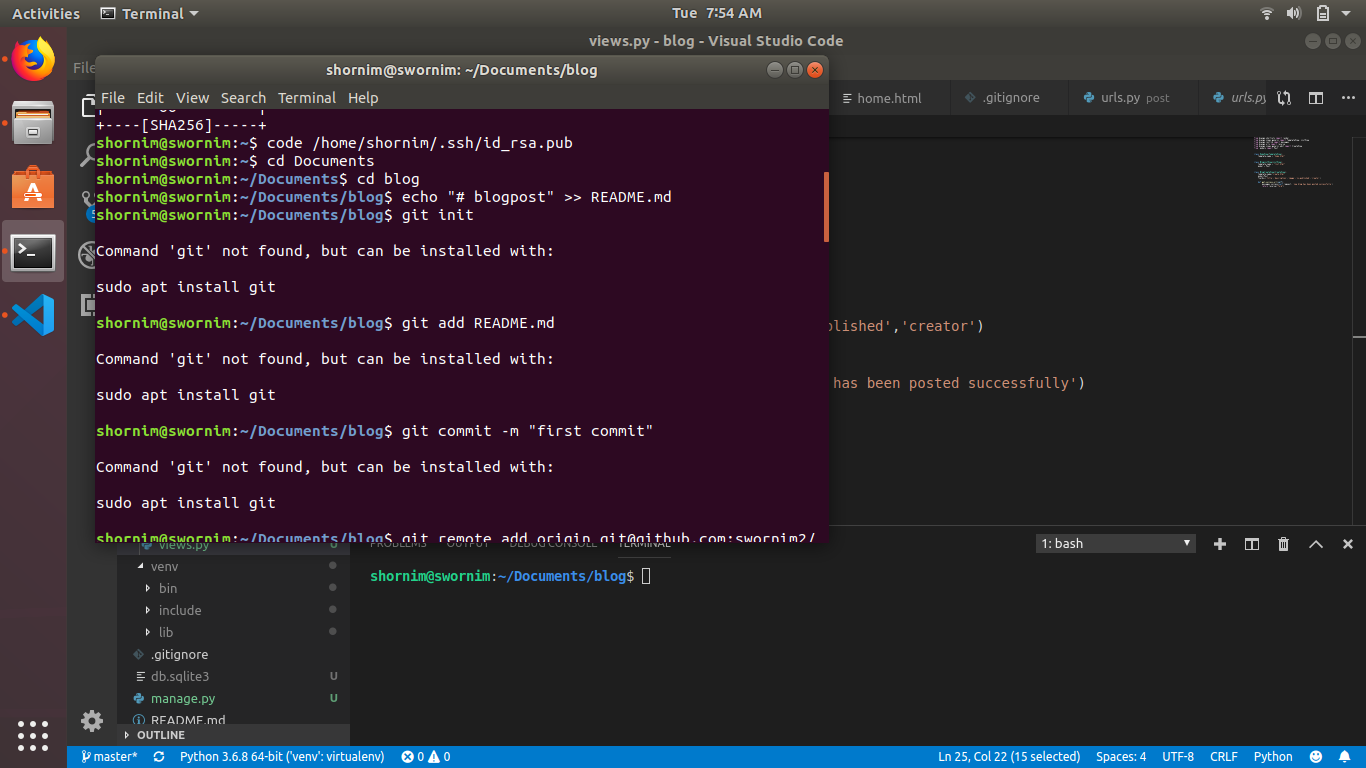 Activities
Terminal
Tue 7:54 AM
views.py - blog - Visual Studio Code
File
shornim@swornim: ~/Documents/blog
File Edit View Search Terminal Help
home.html
.gitignore
urls.py post
urls.py
+----[SHA256]-----+
shornim@swornim:~$ code /home/shornim/.ssh/id_rsa.pub
shornim@swornim:~$ cd Documents
shornim@swornim:~/Documents$ cd blog
shornim@swornim:~/Documents/blog$ echo "# blogpost" >> README.md
shornim@swornim:~/Documents/blog$ git init
Command 'git' not found, but can be installed with:
sudo apt install git
shornim@swornim:~/Documents/blog$ git add README.md
Command 'git' not found, but can be installed with:
sudo apt install git
shornim@swornim:~/Documents/blog$ git commit -m "first commit"
Command 'git' not found, but can be installed with:
sudo apt install git
shornim@swornim:~/Documents/blog$ git remote add origin git@github.com:swornim2/
lished','creator')
has been posted successfully')
PROBLEMS OUTPUT DEBUG CONSOLE TERMINAL
1: bash
shornim@swornim:~/Documents/blog$
views.py U
venv
bin
include
lib
.gitignore
db.sqlite3 U
manage.py U
README.md
OUTLINE
master*
Python 3.6.8 64-bit ('venv': virtualenv)
0 0
Ln 25, Col 22 (15 selected)
Spaces: 4
UTF-8
CRLF
Python